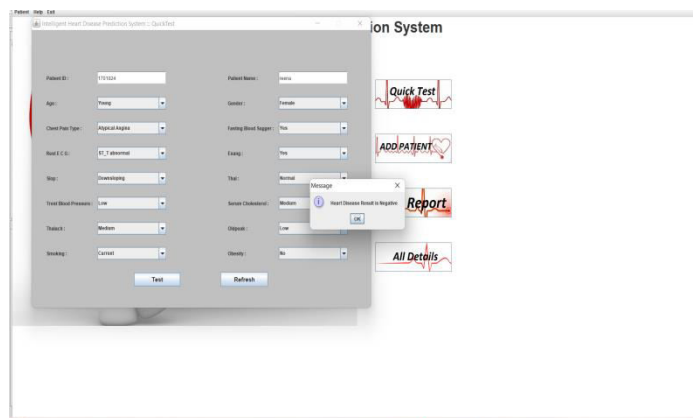 Patient Help Exit
Intelligent Heart Disease Prediction System :: QuickTest
ion System
Patient ID :
Patient Name :
Age : Young
Gender : Female
Chest Pain Type : Atypical Angina
Fasting Blood Sugger : Yes
Rest E C G : ST_T abnormal
Exang : Yes
Slop : Downsloping
Thal : Normal
Trest Blood Pressure : Low
Serum Cholesterol : Medium
Thalach : Medium
Oldpeak : Low
Smoking : Current
Obesity : No
Test
Refresh
Message
Heart Disease Result is Negative
OK
Quick Test
ADD PATIENT
Report
All Details